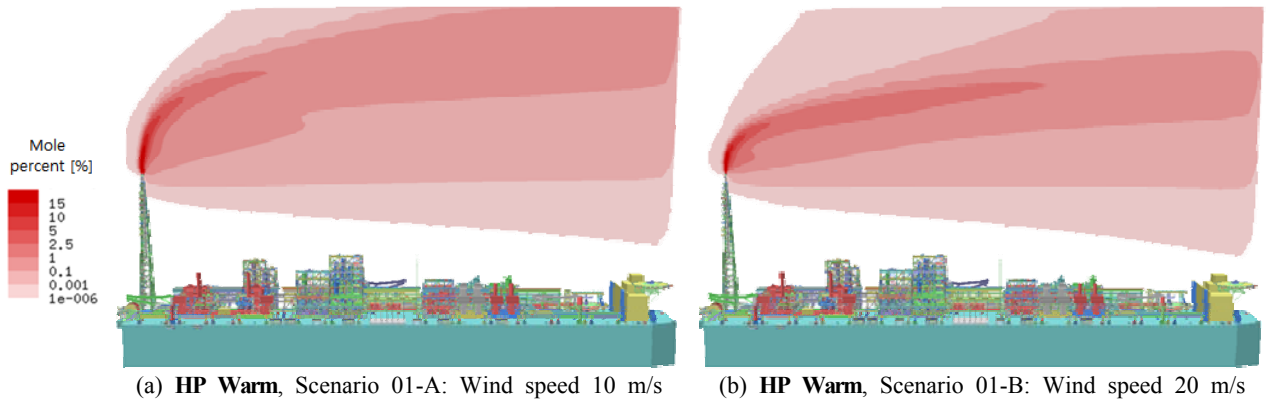 Mole
percent [%]
15
10
5
2.5
1
0.1
0.001
1e-006
(a) HP Warm, Scenario 01-A: Wind speed 10 m/s
(b) HP Warm, Scenario 01-B: Wind speed 20 m/s